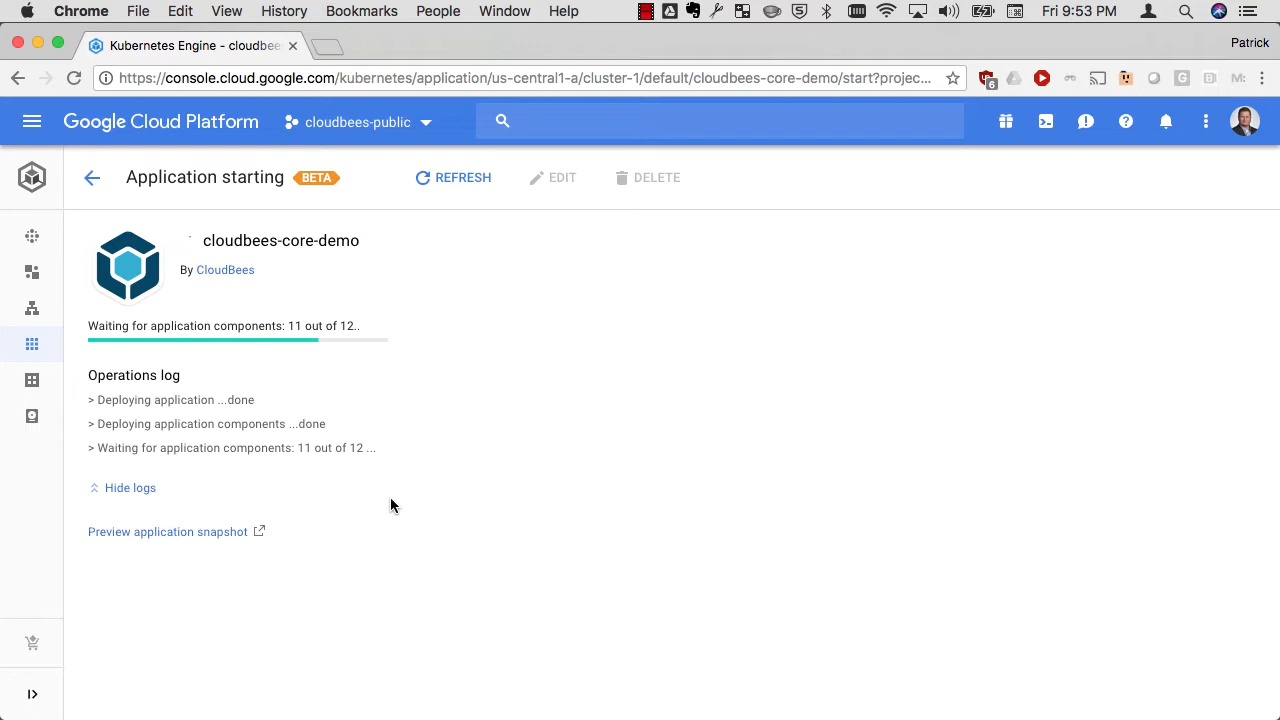 Chrome File Edit View History Bookmarks People Window Help Fri 9:53 PM
Kubernetes Engine - cloudbee Patrick
https://console.cloud.google.com/kubernetes/application/us-central1-a/cluster-1/default/cloudbees-core-demo/start?projec...
6
Google Cloud Platform cloudbees-public
Application starting BETA REFRESH EDIT DELETE
cloudbees-core-demo
By CloudBees
Waiting for application components: 11 out of 12..
Operations log
> Deploying application ...done
> Deploying application components ...done
> Waiting for application components: 11 out of 12 ...
Hide logs
Preview application snapshot